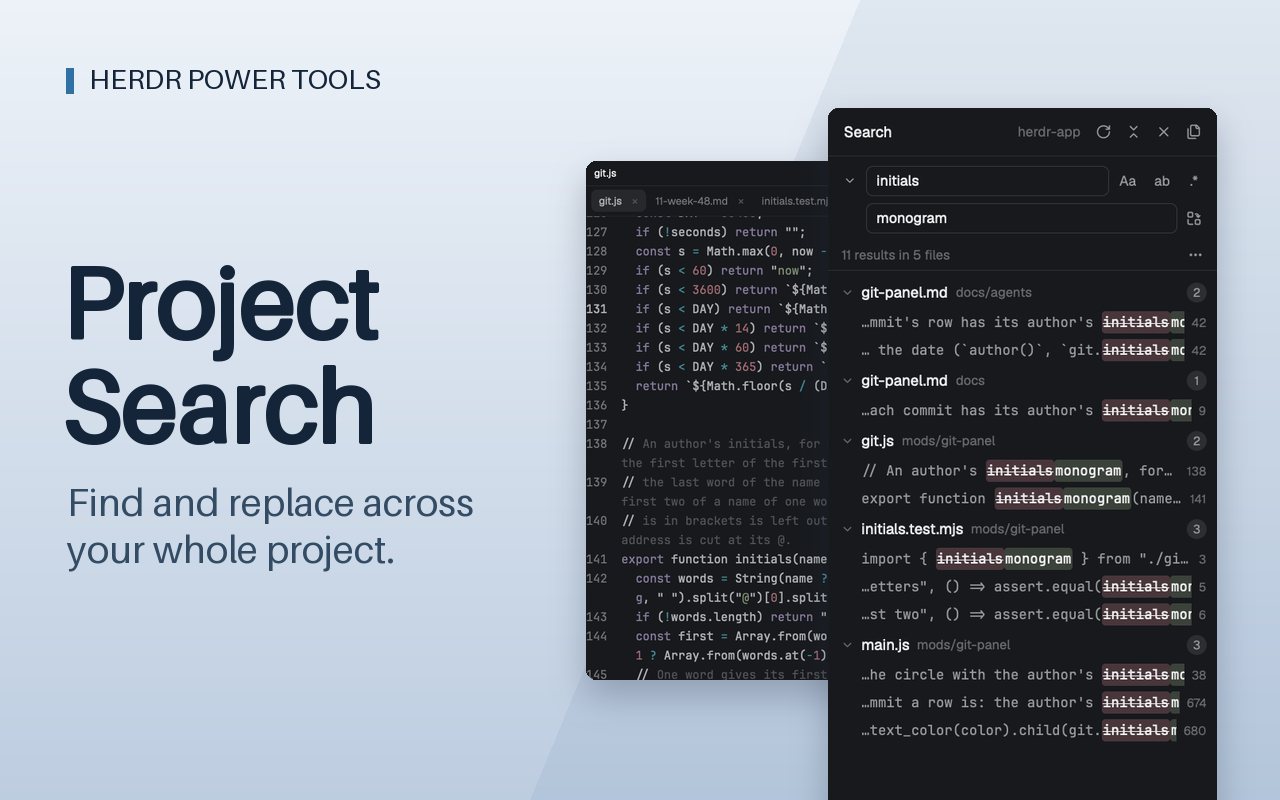 HERDR POWER TOOLS
Project
Search
Find and replace across
your whole project.
git.js
git.js × 11-week-48.md × initials.test.mj
127 if (!seconds) return "";
128 const s = Math.max(0, now -
129 if (s < 60) return "now";
130 if (s < 3600) return `${Mat
131 if (s < DAY) return `${Math
132 if (s < DAY * 14) return `$
133 if (s < DAY * 60) return `$
134 if (s < DAY * 365) return `
135 return `${Math.floor(s / (D
136 }
137
138 // An author's initials, for
the first letter of the first
139 // the last word of the name
first two of a name of one wo
140 // is in brackets is left out
address is cut at its @.
141 export function initials(name
142 const words = String(name ?
g, " ").split("@")[0].split
143 if (!words.length) return "
144 const first = Array.from(wo
1 ? Array.from(words.at(-1)
145 // One word gives its first
Search herdr-app
initials Aa ab .*
monogram
11 results in 5 files ···
git-panel.md docs/agents 2
…mmit's row has its author's initialsmo 42
… the date (`author()`, `git.initialsmo 42
git-panel.md docs 1
…ach commit has its author's initialsmon 9
git.js mods/git-panel 2
// An author's initialsmonogram, for… 138
export function initialsmonogram(name… 141
initials.test.mjs mods/git-panel 3
import { initialsmonogram } from "./gi… 3
…etters", () => assert.equal(initialsmon 5
…st two", () => assert.equal(initialsmon 6
main.js mods/git-panel 3
…he circle with the author's initialsmo 38
…mmit a row is: the author's initialsm 674
…text_color(color).child(git.initialsm 680